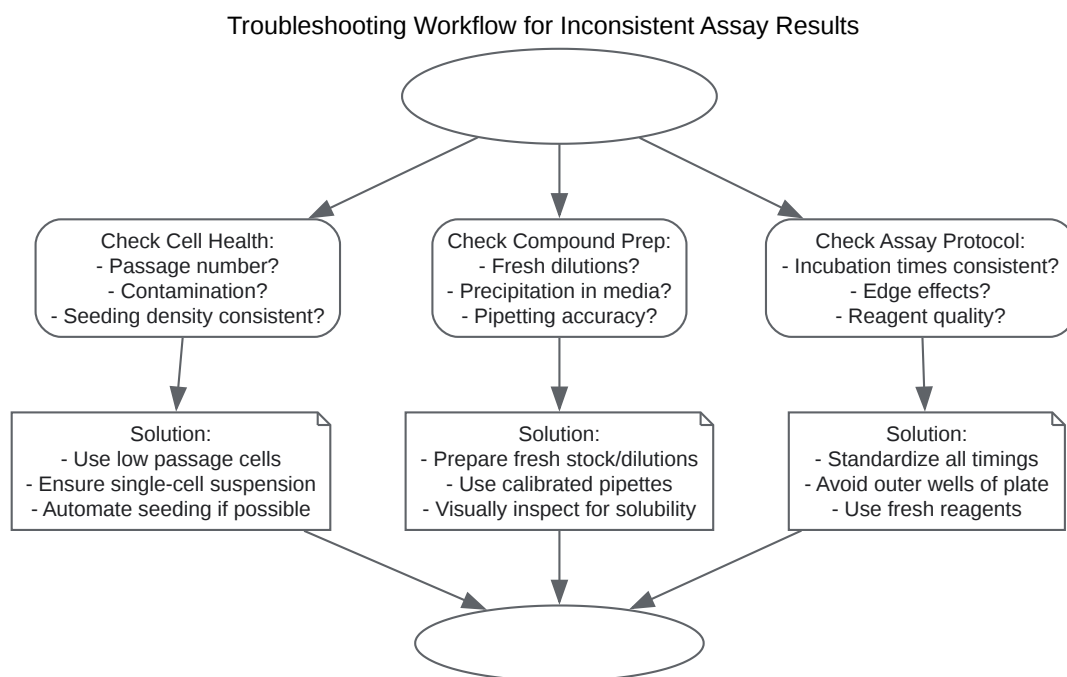 Troubleshooting Workflow for Inconsistent Assay Results
Check Cell Health:
- Passage number?
- Contamination?
- Seeding density consistent?
Check Compound Prep:
- Fresh dilutions?
- Precipitation in media?
- Pipetting accuracy?
Check Assay Protocol:
- Incubation times consistent?
- Edge effects?
- Reagent quality?
Solution:
- Use low passage cells
- Ensure single-cell suspension
- Automate seeding if possible
Solution:
- Prepare fresh stock/dilutions
- Use calibrated pipettes
- Visually inspect for solubility
Solution:
- Standardize all timings
- Avoid outer wells of plate
- Use fresh reagents